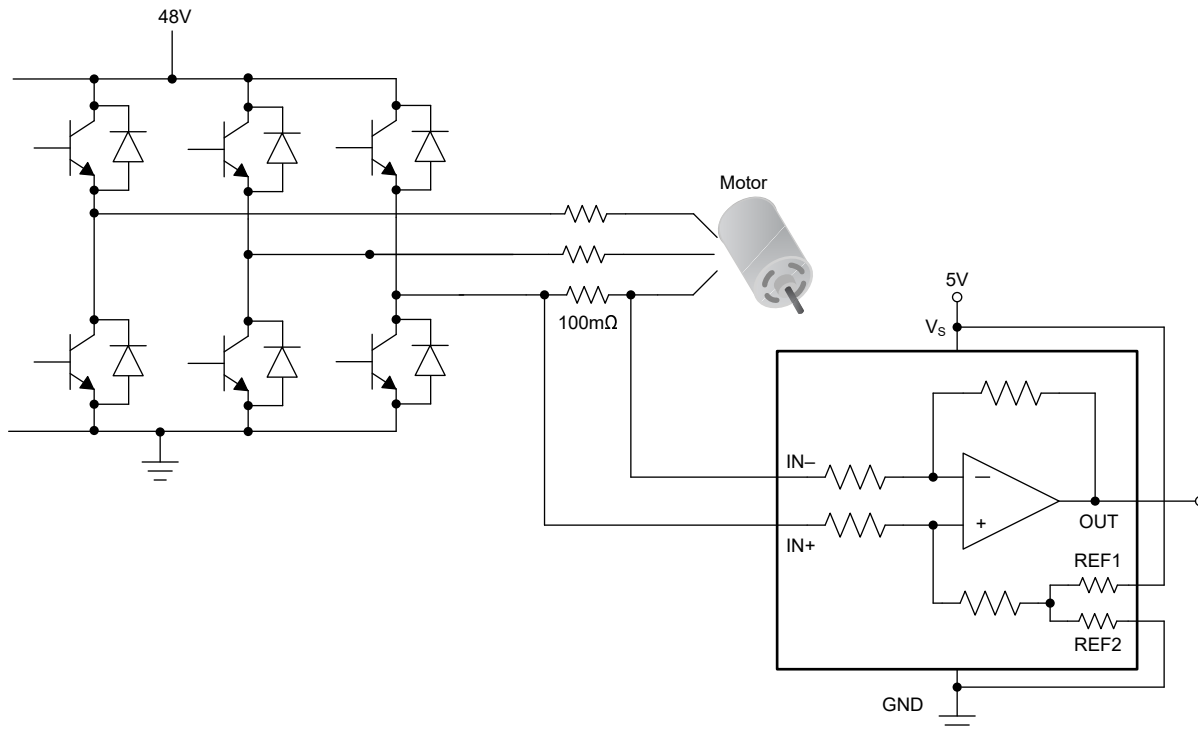 48V
Motor
100mΩ
5V
VS
IN–
–
IN+
+
OUT
REF1
REF2
GND